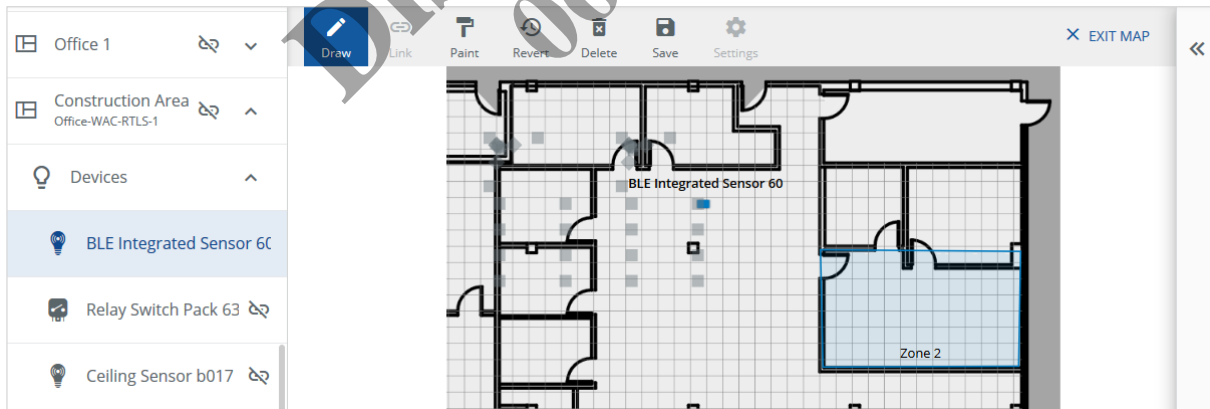 Office 1
Construction Area
Office-WAC-RTLS-1
Devices
BLE Integrated Sensor 60
Relay Switch Pack 63
Ceiling Sensor b017
Draw
Link
Paint
Revert
Delete
Save
Settings
EXIT MAP
BLE Integrated Sensor 60
Zone 2